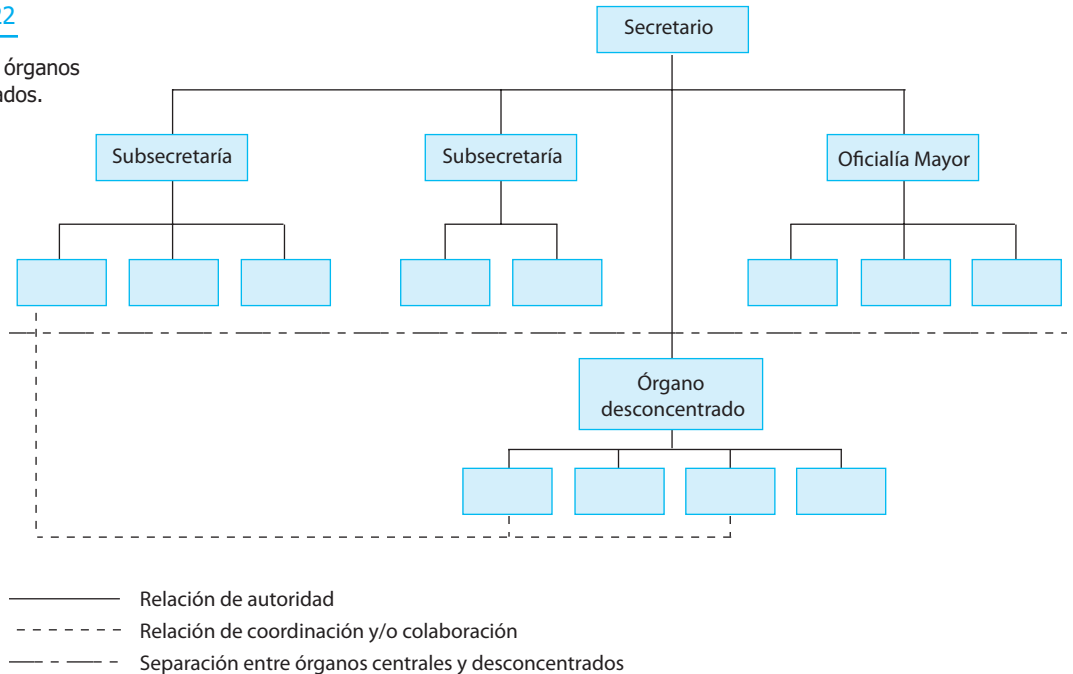 22
órganos
ados.
Secretario
Subsecretaría
Subsecretaría
Oficialía Mayor
Órgano
desconcentrado
Relación de autoridad
Relación de coordinación y/o colaboración
Separación entre órganos centrales y desconcentrados